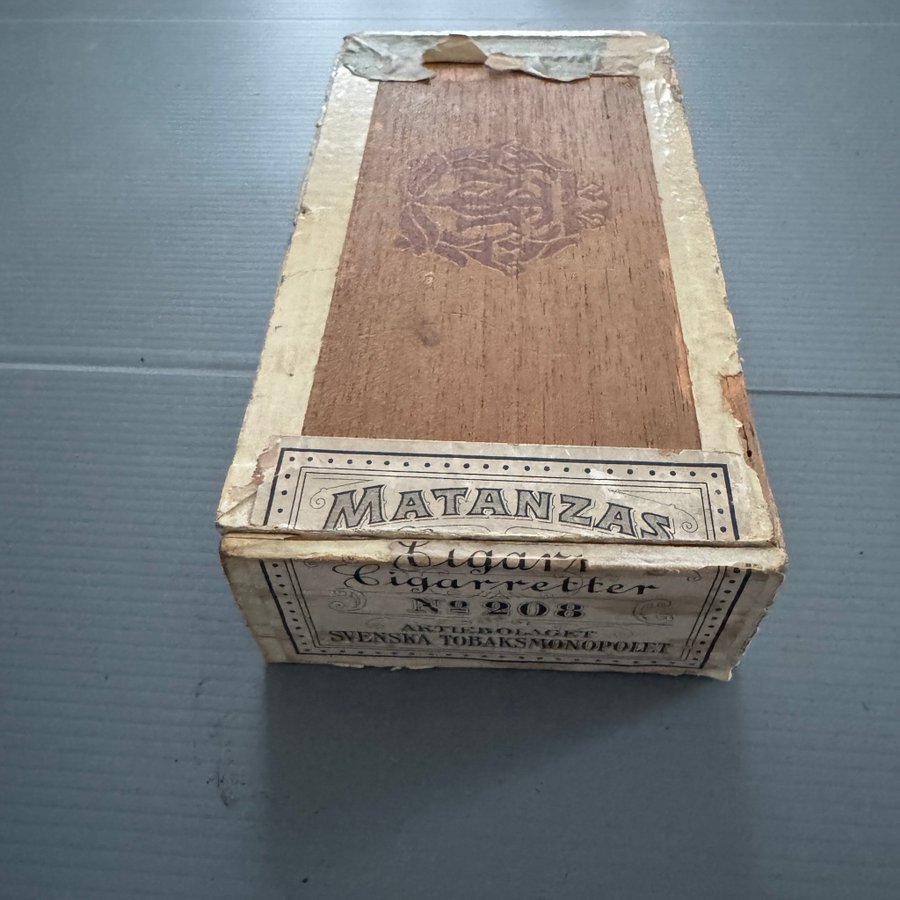 MATANZAS
Cigarr
Cigarretter
Nº 208
AKTIEBOLAGET
SVENSKA TOBAKSMONOPOLET